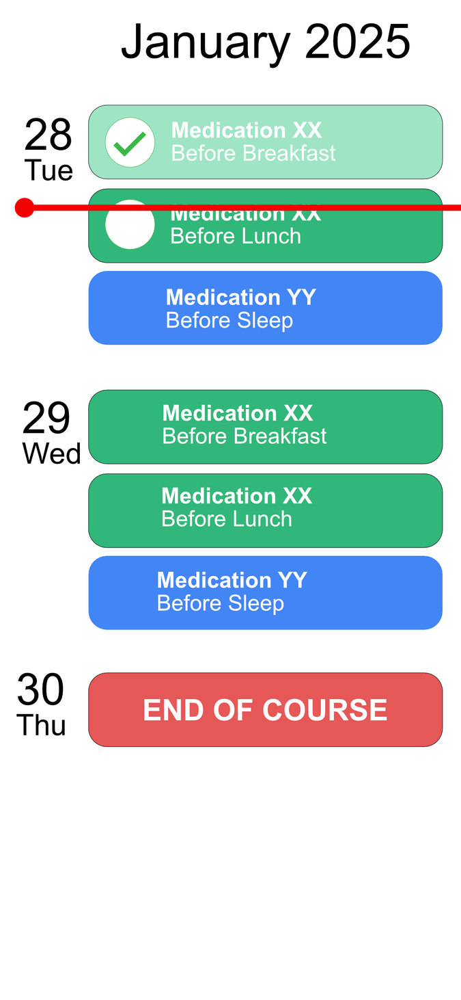 January 2025
28
Tue
Medication XX
Before Breakfast
Medication XX
Before Lunch
Medication YY
Before Sleep
29
Wed
Medication XX
Before Breakfast
Medication XX
Before Lunch
Medication YY
Before Sleep
30
Thu
END OF COURSE